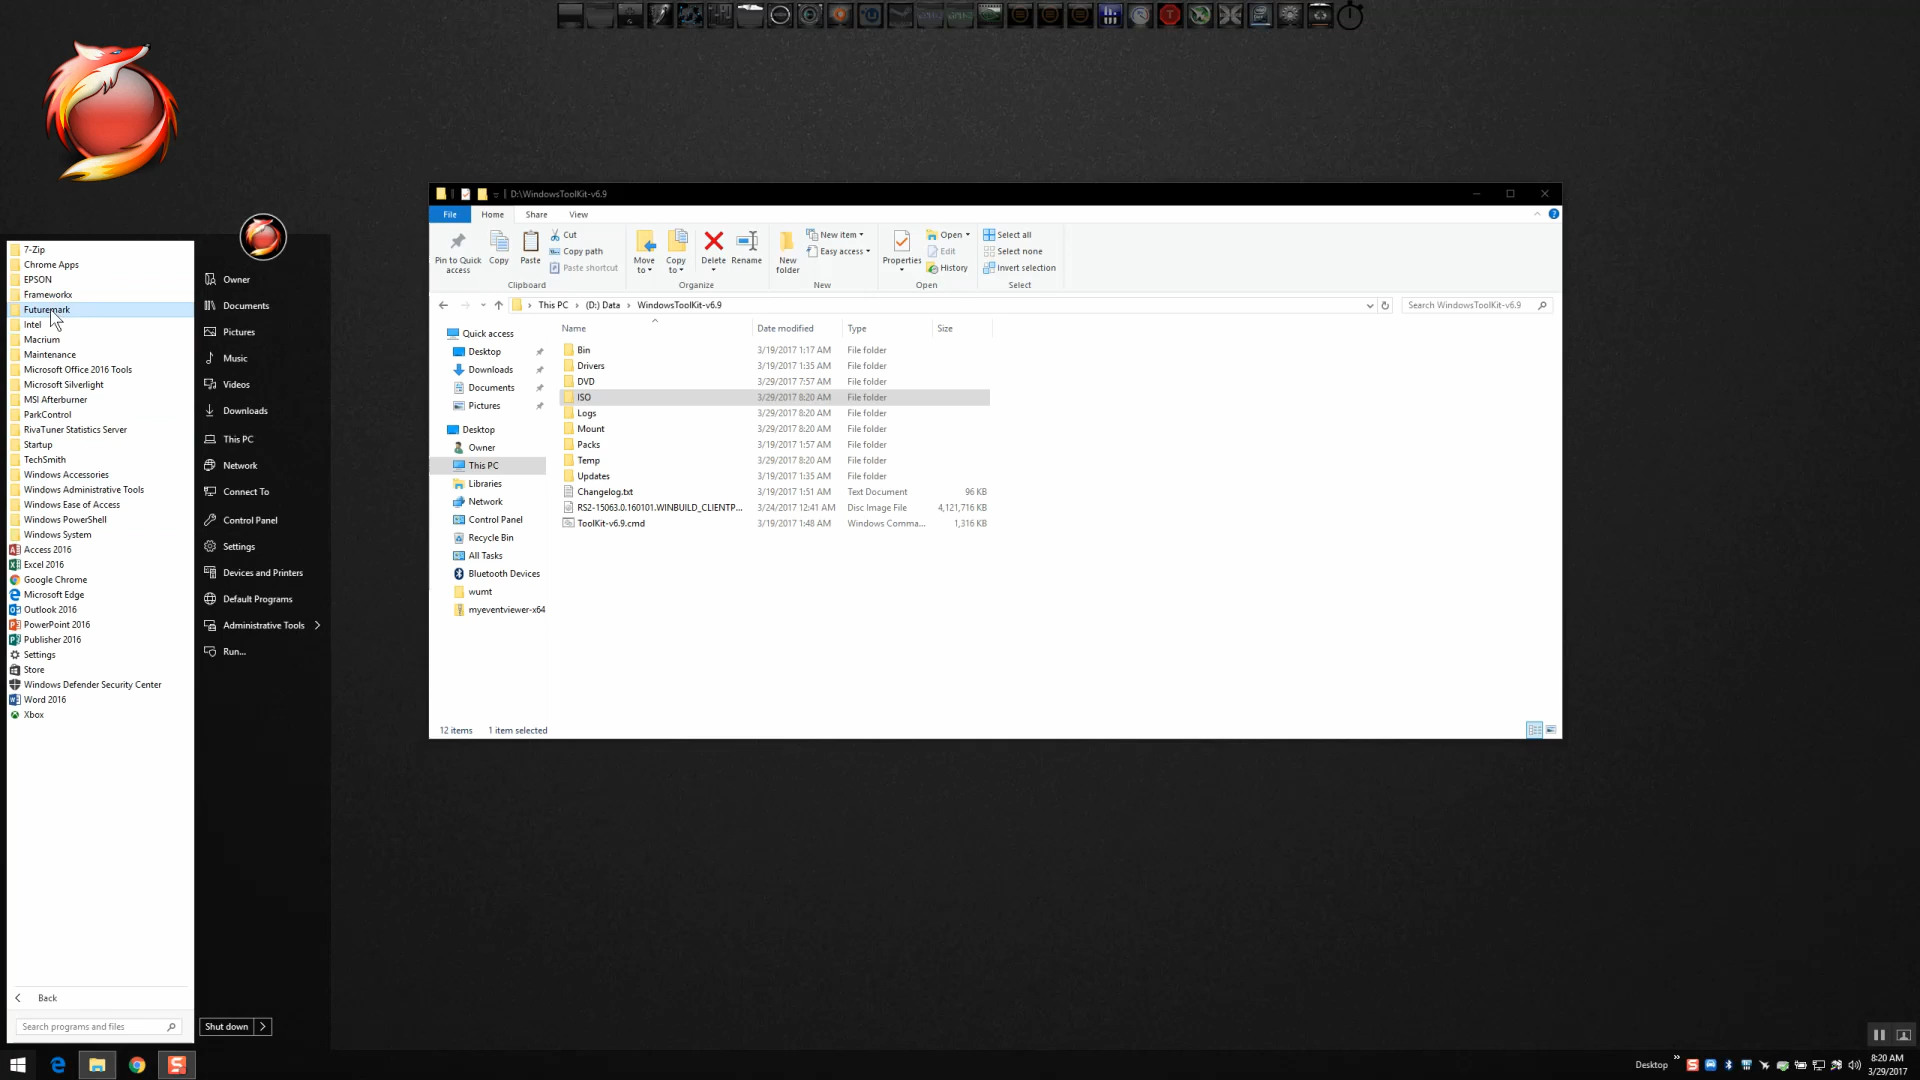 D:\WindowsToolKit-v6.9
File Home Share View
Pin to Quick access
Copy
Paste
Cut
Copy path
Paste shortcut
Clipboard
Move to
Copy to
Delete
Rename
Organize
New folder
New item
Easy access
New
Properties
Open
Edit
History
Open
Select all
Select none
Invert selection
Select
This PC › (D:) Data › WindowsToolKit-v6.9
Search WindowsToolKit-v6.9
Quick access
Desktop
Downloads
Documents
Pictures
Desktop
Owner
This PC
Libraries
Network
Control Panel
Recycle Bin
All Tasks
Bluetooth Devices
wumt
myeventviewer-x64
Name Date modified Type Size
Bin 3/19/2017 1:17 AM File folder
Drivers 3/19/2017 1:35 AM File folder
DVD 3/29/2017 7:57 AM File folder
ISO 3/29/2017 8:20 AM File folder
Logs 3/29/2017 8:20 AM File folder
Mount 3/29/2017 8:20 AM File folder
Packs 3/19/2017 1:57 AM File folder
Temp 3/29/2017 8:20 AM File folder
Updates 3/19/2017 1:35 AM File folder
Changelog.txt 3/19/2017 1:51 AM Text Document 96 KB
RS2-15063.0.160101.WINBUILD_CLIENTP... 3/24/2017 12:41 AM Disc Image File 4,121,716 KB
ToolKit-v6.9.cmd 3/19/2017 1:48 AM Windows Comma... 1,316 KB
12 items 1 item selected
7-Zip
Chrome Apps
EPSON
Frameworkx
Futuremark
Intel
Macrium
Maintenance
Microsoft Office 2016 Tools
Microsoft Silverlight
MSI Afterburner
ParkControl
RivaTuner Statistics Server
Startup
TechSmith
Windows Accessories
Windows Administrative Tools
Windows Ease of Access
Windows PowerShell
Windows System
Access 2016
Excel 2016
Google Chrome
Microsoft Edge
Outlook 2016
PowerPoint 2016
Publisher 2016
Settings
Store
Windows Defender Security Center
Word 2016
Xbox
Back
Search programs and files
Owner
Documents
Pictures
Music
Videos
Downloads
This PC
Network
Connect To
Control Panel
Settings
Devices and Printers
Default Programs
Administrative Tools
Run...
Shut down
Desktop
8:20 AM
3/29/2017